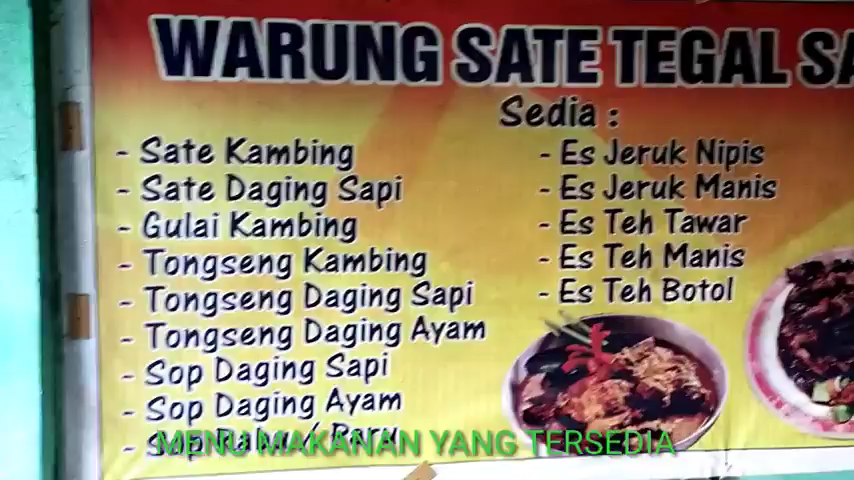 WARUNG SATE TEGAL SA
Sedia :
- Sate Kambing
- Sate Daging Sapi
- Gulai Kambing
- Tongseng Kambing
- Tongseng Daging Sapi
- Tongseng Daging Ayam
- Sop Daging Sapi
- Sop Daging Ayam
- Sop
- Es Jeruk Nipis
- Es Jeruk Manis
- Es Teh Tawar
- Es Teh Manis
- Es Teh Botol
MENU MAKANAN YANG TERSEDIA